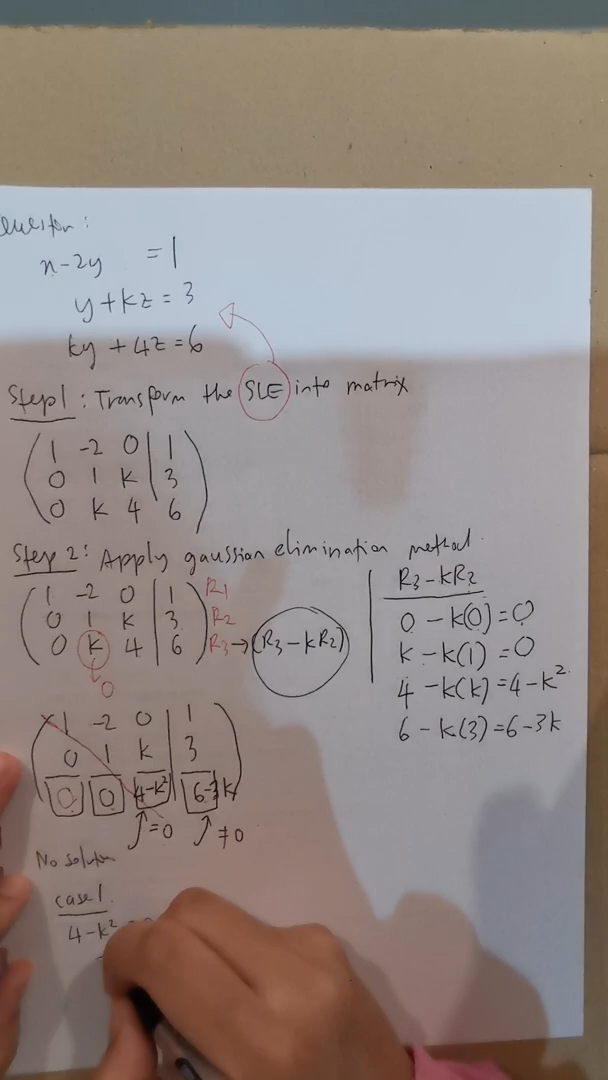 Question:
x-2y = 1
y+kz = 3
ky + 4z = 6
Step 1: Transform the SLE into matrix
1 -2 0 | 1
0 1 k | 3
0 k 4 | 6
Step 2: Apply gaussian elimination method.
1 -2 0 | 1 R1
0 1 k | 3 R2
0 k 4 | 6 R3 → (R3 - kR2)
0
R3 - kR2
0 - k(0) = 0
k - k(1) = 0
4 - k(k) = 4 - k²
6 - k(3) = 6 - 3k
1 -2 0 | 1
0 1 k | 3
0 0 4-k² | 6-3k
=0 ≠0
No solution
case 1
4-k²